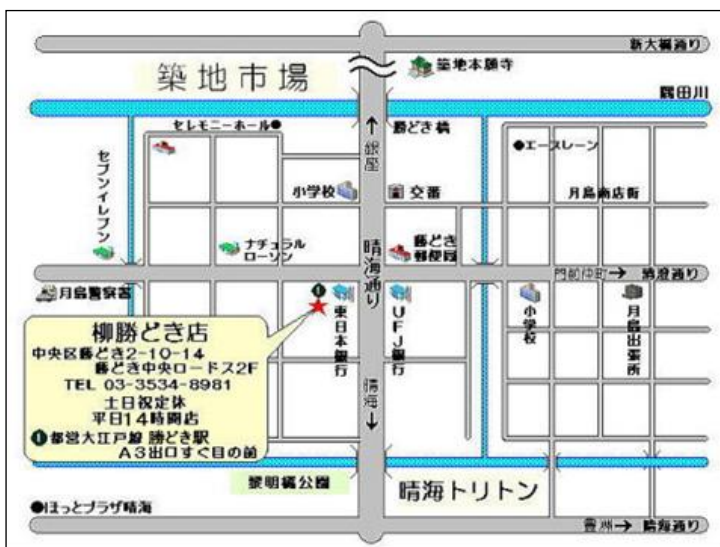 新大橋通り
築地市場
築地本願寺
隅田川
セレモニーホール●
勝どき橋
↑銀座
●エースレーン
セブンイレブン
小学校
交番
月島商店街
ナチュラル
ローソン
晴海通り
勝どき
郵便局
門前仲町→
清澄通り
月島警察署
東日本銀行
UFJ銀行
小学校
月島出張所
柳勝どき店
中央区勝どき2-10-14
勝どき中央ロードス2F
TEL 03-3534-8981
土日祝定休
平日14時開店
都営大江戸線 勝どき駅
A3出口すぐ目の前
晴海↓
黎明橋公園
晴海トリトン
●ほっとプラザ晴海
豊洲→
晴海通り